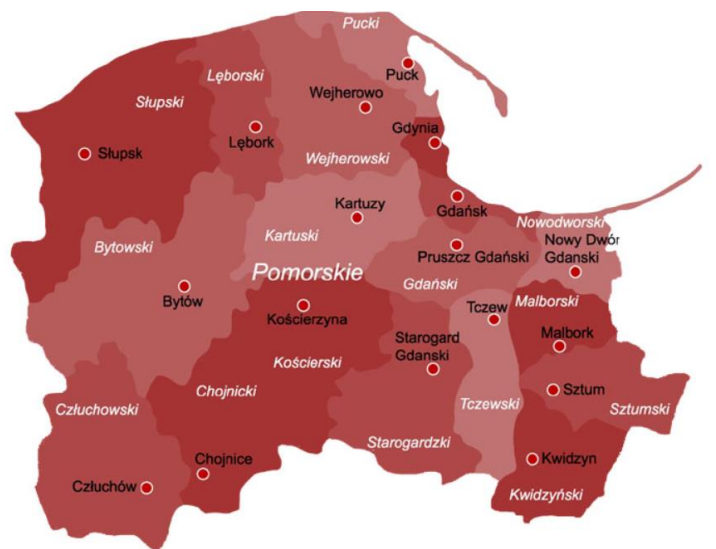 Pucki
Puck
Lęborski
Słupski
Wejherowo
Gdynia
Słupsk
Lębork
Wejherowski
Kartuzy
Gdańsk
Nowodworski
Bytowski
Kartuski
Pruszcz Gdański
Nowy Dwór
Gdanski
Pomorskie
Gdański
Bytów
Kościerzyna
Tczew
Malborski
Starogard
Gdanski
Malbork
Kościerski
Chojnicki
Sztum
Człuchowski
Tczewski
Sztumski
Starogardzki
Chojnice
Kwidzyn
Człuchów
Kwidzyński